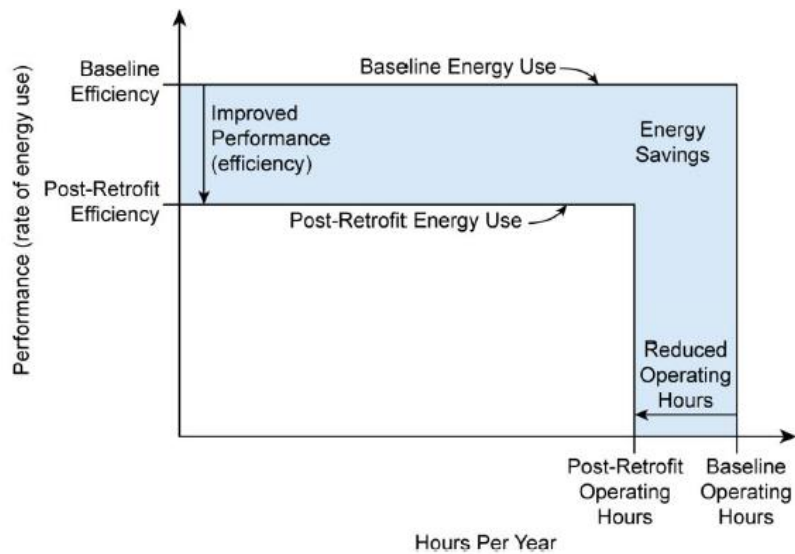 Performance (rate of energy use)
Baseline
Efficiency
Baseline Energy Use
Improved
Performance
(efficiency)
Energy
Savings
Post-Retrofit
Efficiency
Post-Retrofit Energy Use
Reduced
Operating
Hours
Post-Retrofit
Operating
Hours
Baseline
Operating
Hours
Hours Per Year